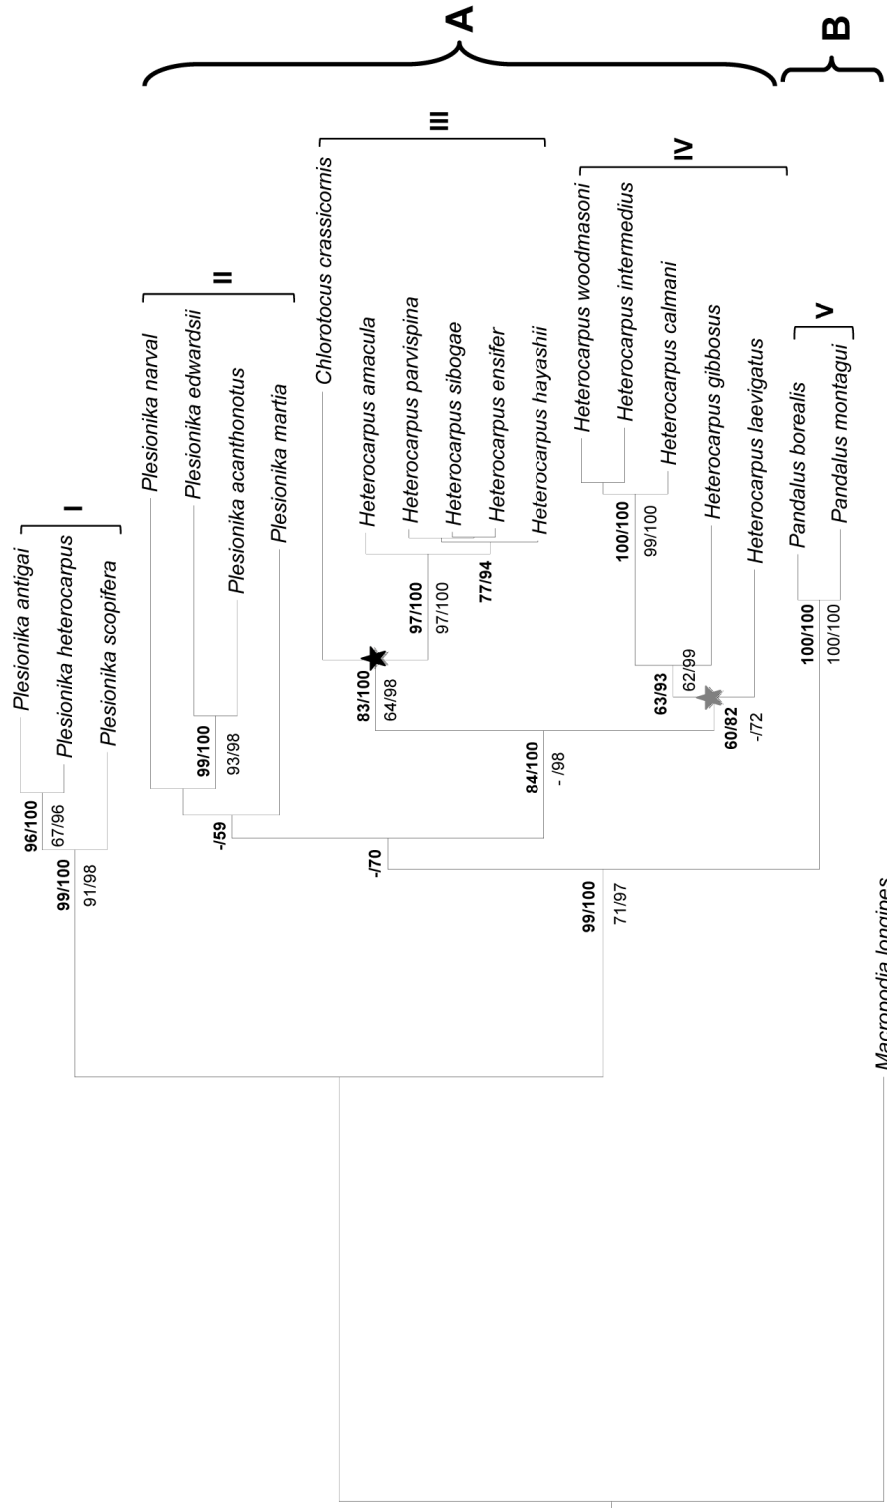 Plesionika antigai
Plesionika heterocarpus
Plesionika scopifera
I
96/100
67/96
99/100
91/98
Plesionika narval
Plesionika edwardsii
Plesionika acanthonotus
Plesionika martia
II
99/100
93/98
-/59
Chlorotocus crassicornis
Heterocarpus amacula
Heterocarpus parvispina
Heterocarpus sibogae
Heterocarpus ensifer
Heterocarpus hayashii
III
83/100
64/98
97/100
97/100
77/94
A
-/70
84/100
- /98
Heterocarpus woodmasoni
Heterocarpus intermedius
Heterocarpus calmani
Heterocarpus gibbosus
Heterocarpus laevigatus
IV
100/100
99/100
63/93
62/99
60/82
-/72
99/100
71/97
Pandalus borealis
Pandalus montagui
V
100/100
100/100
B
Macropodia longipes